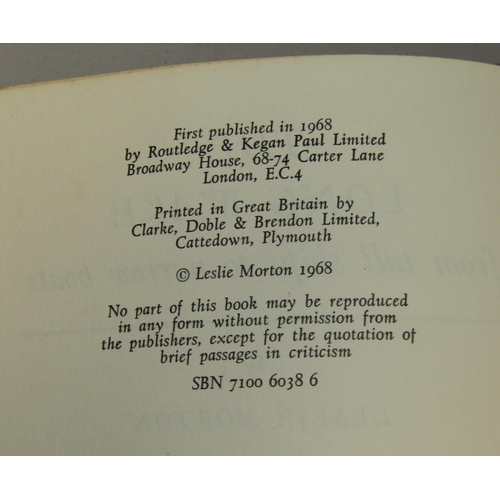 First published in 1968
by Routledge & Kegan Paul Limited
Broadway House, 68-74 Carter Lane
London, E.C.4
Printed in Great Britain by
Clarke, Doble & Brendon Limited,
Cattedown, Plymouth
© Leslie Morton 1968
No part of this book may be reproduced
in any form without permission from
the publishers, except for the quotation of
brief passages in criticism
SBN 7100 6038 6